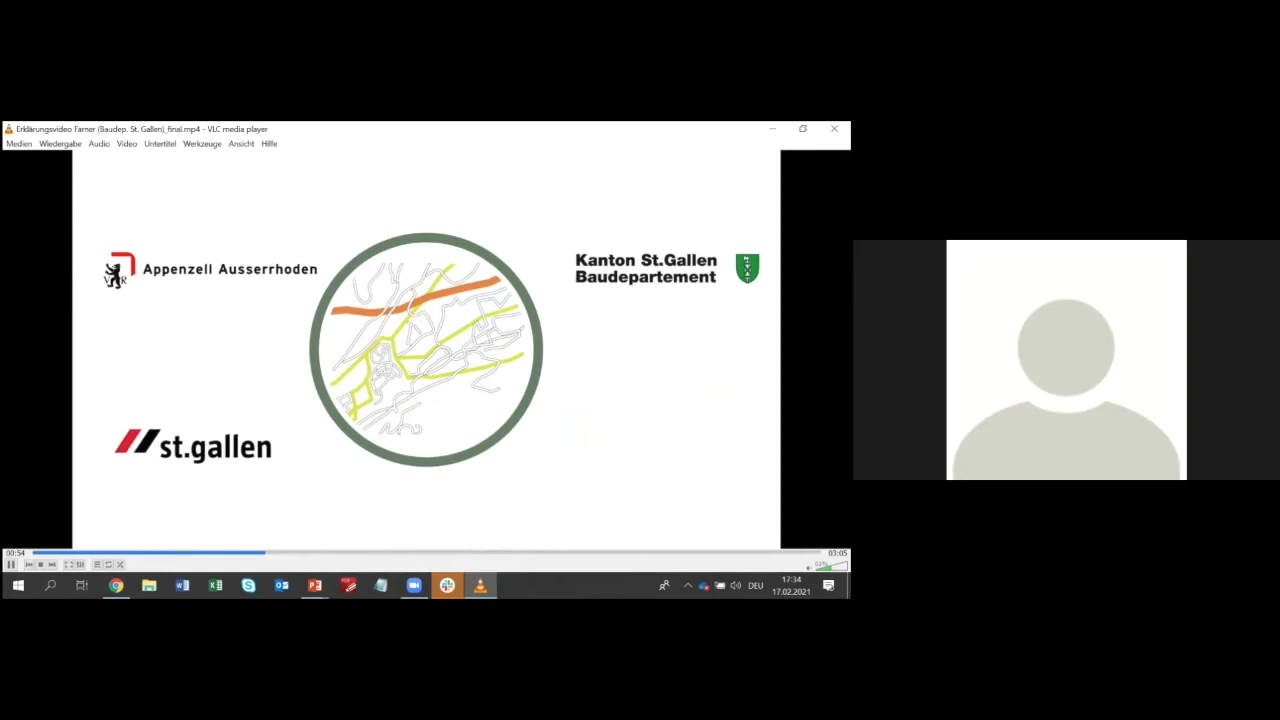 Erklärungsvideo Farner (Baudep. St. Gallen)_final.mp4 - VLC media player
Medien Wiedergabe Audio Video Untertitel Werkzeuge Ansicht Hilfe
VR
Appenzell Ausserrhoden
Kanton St.Gallen
Baudepartement
st.gallen
00:54
03:05
DEU
17:34
17.02.2021